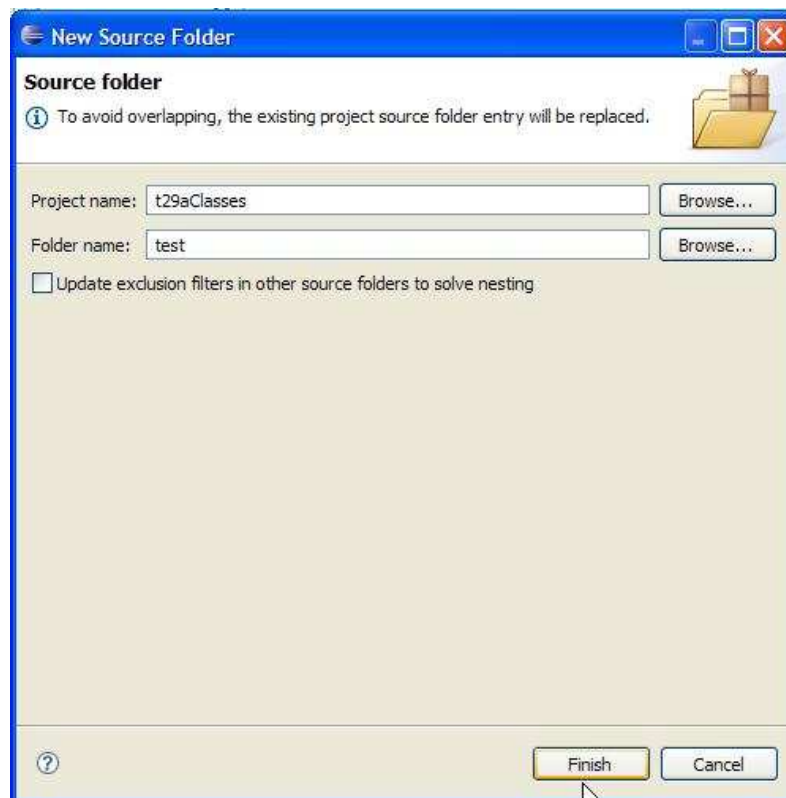 New Source Folder
Source folder
To avoid overlapping, the existing project source folder entry will be replaced.
Project name: t29aClasses Browse...
Folder name: test Browse...
Update exclusion filters in other source folders to solve nesting
Finish Cancel